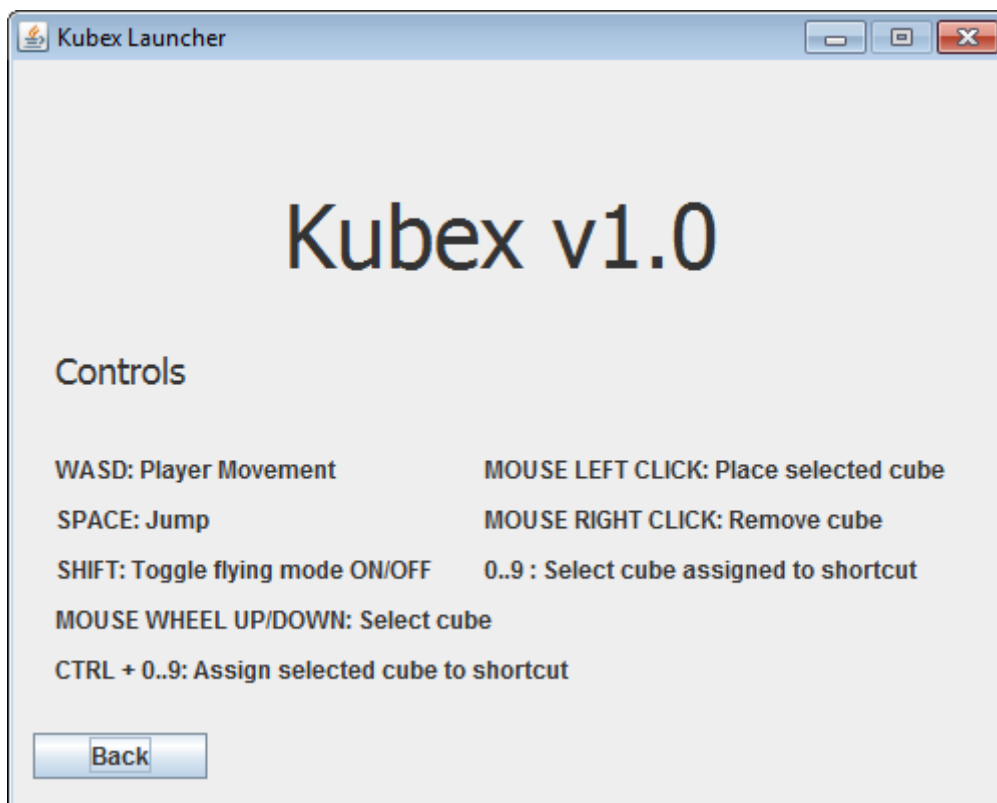 Kubex Launcher
Kubex v1.0
Controls
WASD: Player Movement
MOUSE LEFT CLICK: Place selected cube
SPACE: Jump
MOUSE RIGHT CLICK: Remove cube
SHIFT: Toggle flying mode ON/OFF
0..9 : Select cube assigned to shortcut
MOUSE WHEEL UP/DOWN: Select cube
CTRL + 0..9: Assign selected cube to shortcut
Back